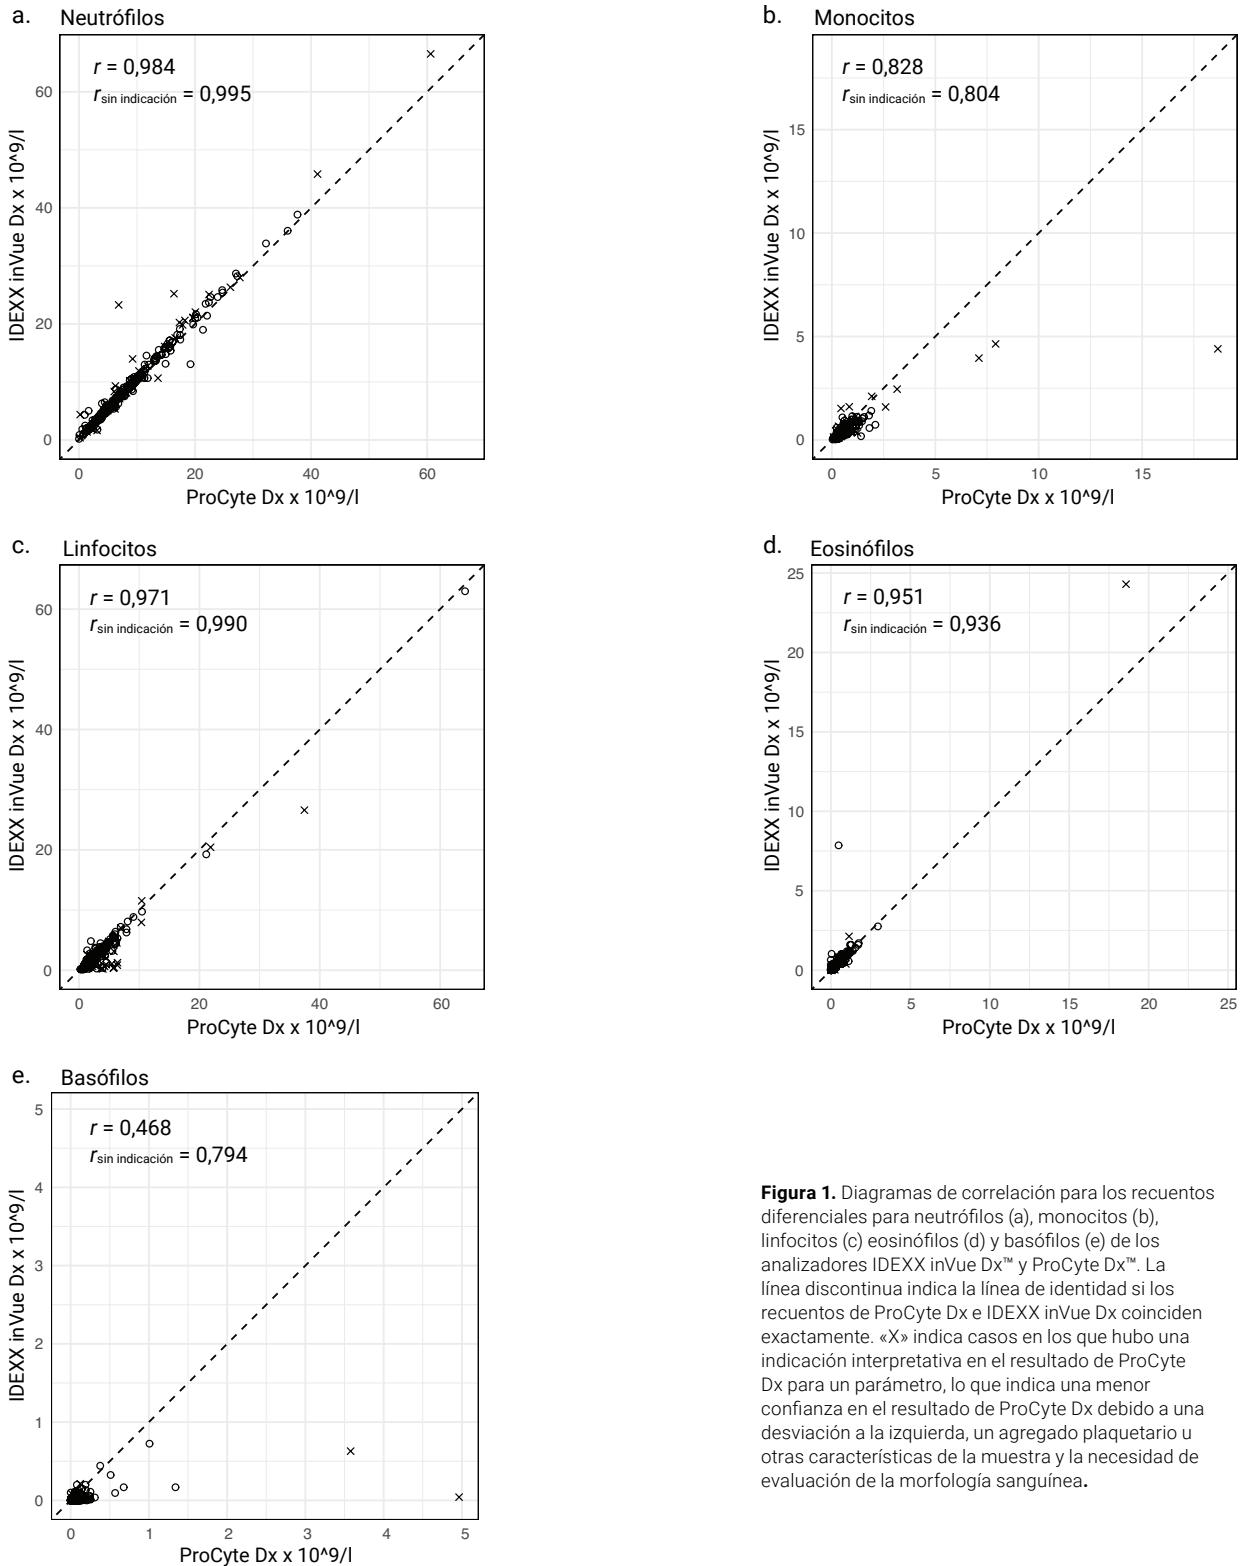 a. Neutrófilos
r = 0,984
r sin indicación = 0,995
60
40
20
0
0 20 40 60
IDEXX inVue Dx x 10^9/l
ProCyte Dx x 10^9/l
b. Monocitos
r = 0,828
r sin indicación = 0,804
15
10
5
0
0 5 10 15
IDEXX inVue Dx x 10^9/l
ProCyte Dx x 10^9/l
c. Linfocitos
r = 0,971
r sin indicación = 0,990
60
40
20
0
0 20 40 60
IDEXX inVue Dx x 10^9/l
ProCyte Dx x 10^9/l
d. Eosinófilos
r = 0,951
r sin indicación = 0,936
25
20
15
10
5
0
0 5 10 15 20 25
IDEXX inVue Dx x 10^9/l
ProCyte Dx x 10^9/l
e. Basófilos
r = 0,468
r sin indicación = 0,794
5
4
3
2
1
0
0 1 2 3 4 5
IDEXX inVue Dx x 10^9/l
ProCyte Dx x 10^9/l
Figura 1. Diagramas de correlación para los recuentos
diferenciales para neutrófilos (a), monocitos (b),
linfocitos (c) eosinófilos (d) y basófilos (e) de los
analizadores IDEXX inVue Dx™ y ProCyte Dx™. La
línea discontinua indica la línea de identidad si los
recuentos de ProCyte Dx e IDEXX inVue Dx coinciden
exactamente. «X» indica casos en los que hubo una
indicación interpretativa en el resultado de ProCyte
Dx para un parámetro, lo que indica una menor
confianza en el resultado de ProCyte Dx debido a una
desviación a la izquierda, un agregado plaquetario u
otras características de la muestra y la necesidad de
evaluación de la morfología sanguínea.